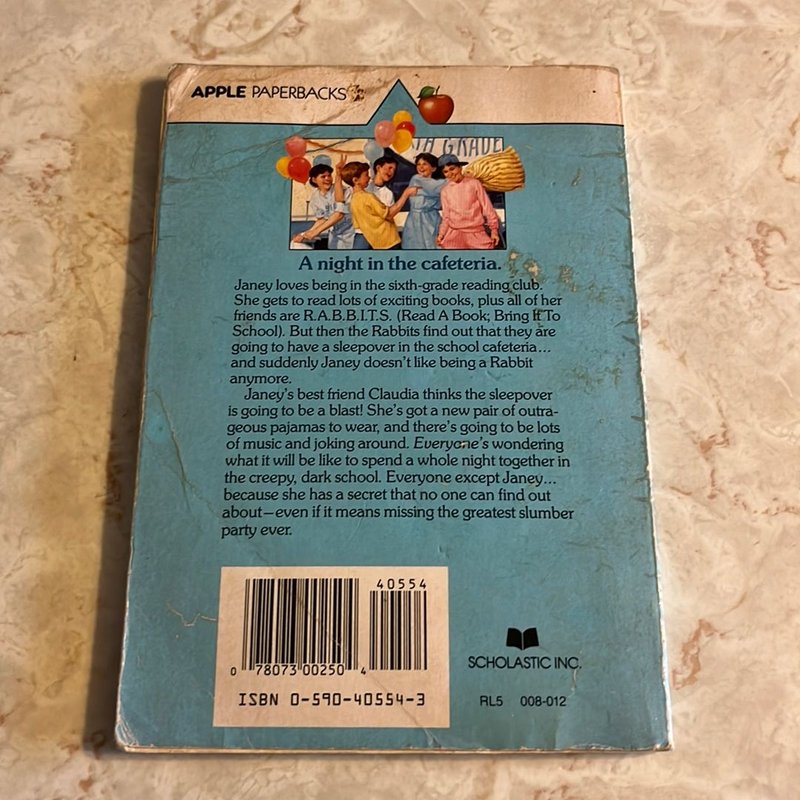 APPLE PAPERBACKS
TH GRADE
A night in the cafeteria.
Janey loves being in the sixth-grade reading club.
She gets to read lots of exciting books, plus all of her
friends are R.A.B.B.I.T.S. (Read A Book; Bring It To
School). But then the Rabbits find out that they are
going to have a sleepover in the school cafeteria...
and suddenly Janey doesn't like being a Rabbit
anymore.
Janey's best friend Claudia thinks the sleepover
is going to be a blast! She's got a new pair of outra-
geous pajamas to wear, and there's going to be lots
of music and joking around. Everyone's wondering
what it will be like to spend a whole night together in
the creepy, dark school. Everyone except Janey...
because she has a secret that no one can find out
about—even if it means missing the greatest slumber
party ever.
40554
0 78073 00250 4
ISBN 0-590-40554-3
SCHOLASTIC INC.
RL5 008-012